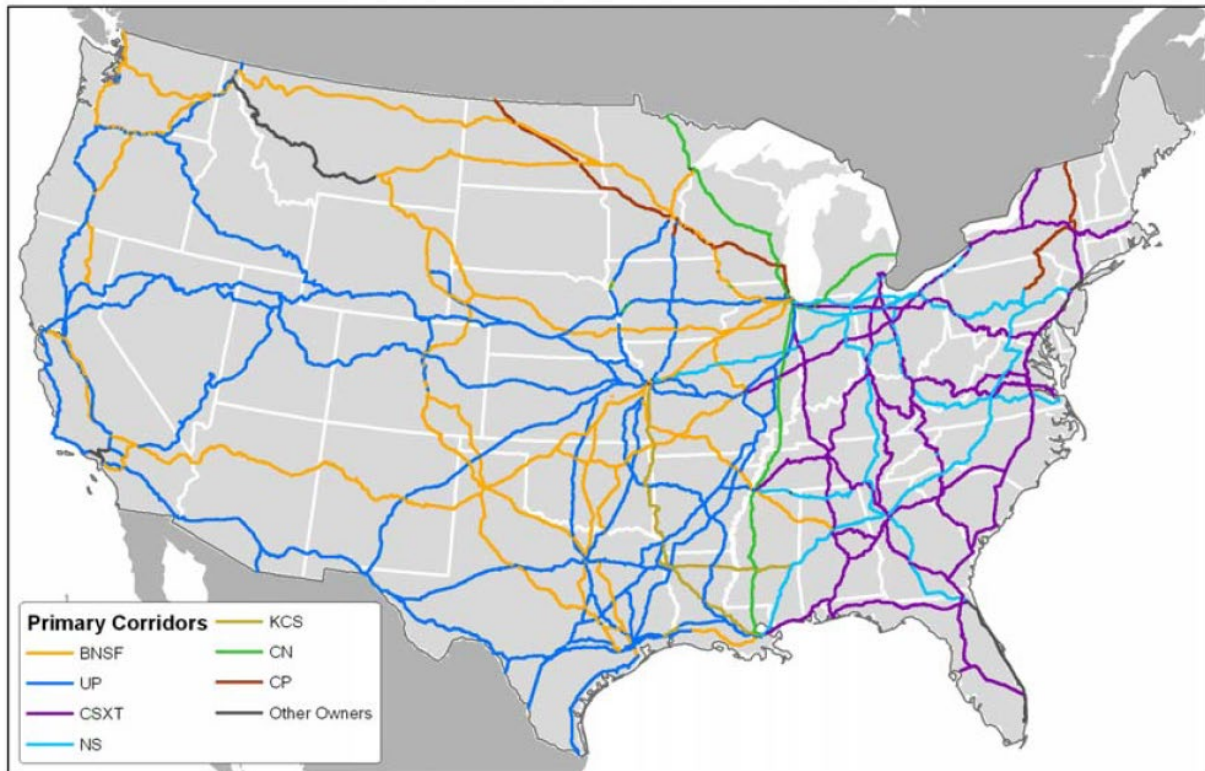 Primary Corridors
BNSF
UP
CSXT
NS
KCS
CN
CP
Other Owners